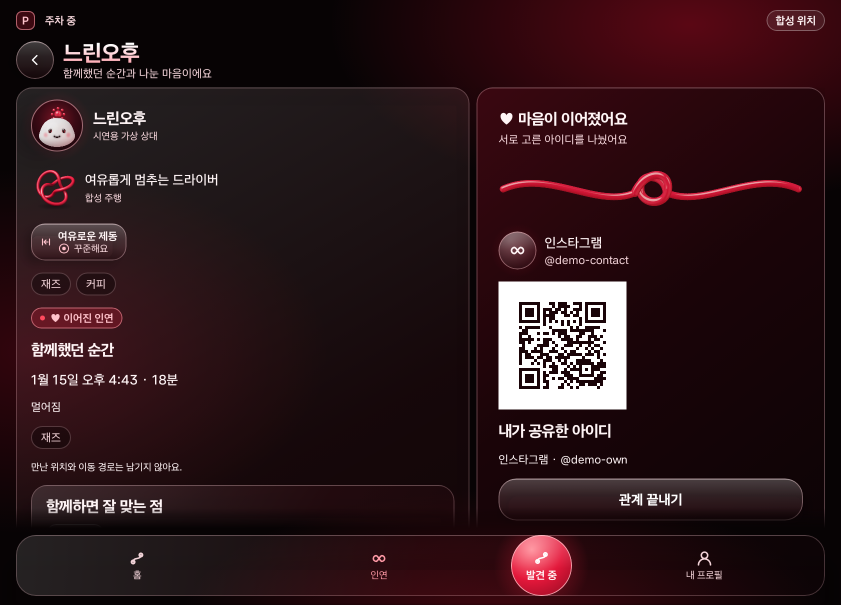 P 주차 중
합성 위치
느린오후
함께했던 순간과 나눈 마음이에요
느린오후
시연용 가상 상대
여유롭게 멈추는 드라이버
합성 주행
여유로운 제동
꾸준해요
재즈
커피
이어진 인연
함께했던 순간
1월 15일 오후 4:43 · 18분
멀어짐
재즈
만난 위치와 이동 경로는 남기지 않아요.
함께하면 잘 맞는 점
마음이 이어졌어요
서로 고른 아이디를 나눴어요
인스타그램
@demo-contact
내가 공유한 아이디
인스타그램 · @demo-own
관계 끝내기
홈
인연
발견 중
내 프로필